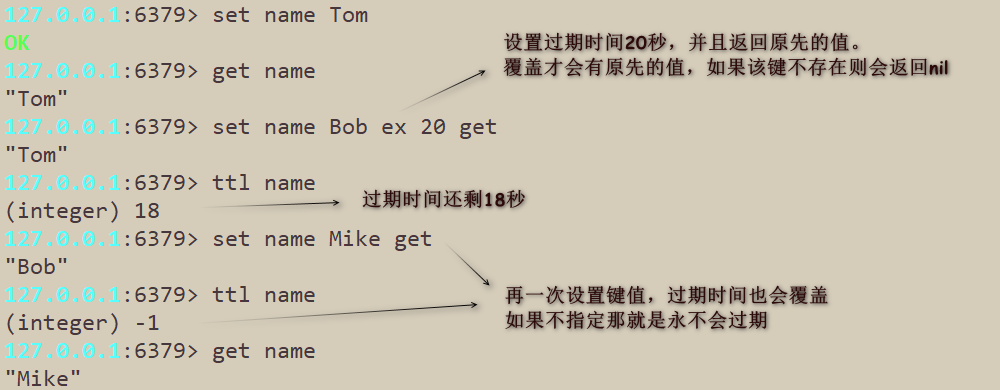 127.0.0.1:6379> set name Tom
OK
127.0.0.1:6379> get name
"Tom"
127.0.0.1:6379> set name Bob ex 20 get
"Tom"
设置过期时间20秒，并且返回原先的值。
覆盖才会有原先的值，如果该键不存在则会返回nil
127.0.0.1:6379> ttl name
(integer) 18
过期时间还剩18秒
127.0.0.1:6379> set name Mike get
"Bob"
127.0.0.1:6379> ttl name
(integer) -1
再一次设置键值，过期时间也会覆盖
如果不指定那就是永不会过期
127.0.0.1:6379> get name
"Mike"